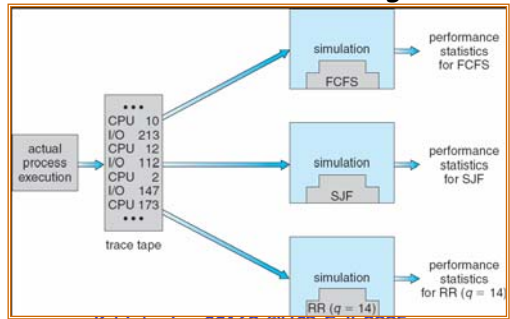 actual
process
execution
•••
CPU 10
I/O 213
CPU 12
I/O 112
CPU 2
I/O 147
CPU 173
•••
trace tape
simulation
FCFS
performance
statistics
for FCFS
simulation
SJF
performance
statistics
for SJF
simulation
RR (q = 14)
performance
statistics
for RR (q = 14)